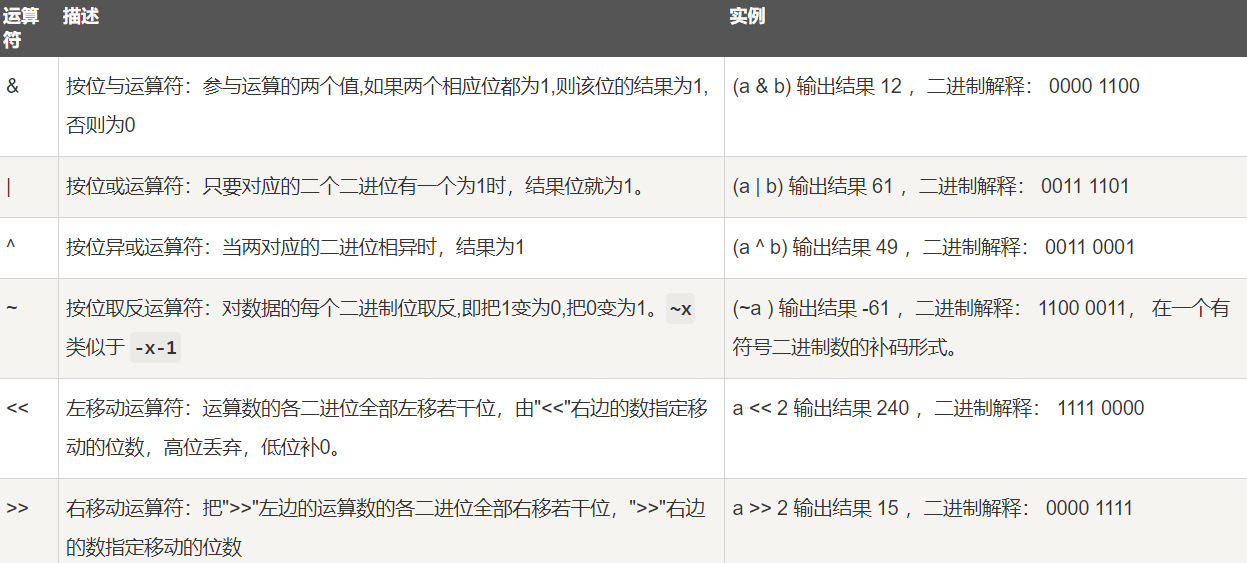 运算符 描述 实例
& 按位与运算符：参与运算的两个值,如果两个相应位都为1,则该位的结果为1,否则为0 (a & b) 输出结果 12 ，二进制解释： 0000 1100
| 按位或运算符：只要对应的二个二进位有一个为1时，结果位就为1。 (a | b) 输出结果 61 ，二进制解释： 0011 1101
^ 按位异或运算符：当两对应的二进位相异时，结果为1 (a ^ b) 输出结果 49 ，二进制解释： 0011 0001
~ 按位取反运算符：对数据的每个二进制位取反,即把1变为0,把0变为1。~x 类似于 -x-1 (~a ) 输出结果 -61 ，二进制解释： 1100 0011， 在一个有符号二进制数的补码形式。
<< 左移动运算符：运算数的各二进位全部左移若干位，由"<<"右边的数指定移动的位数，高位丢弃，低位补0。 a << 2 输出结果 240 ，二进制解释： 1111 0000
>> 右移动运算符：把">>"左边的运算数的各二进位全部右移若干位，">>"右边的数指定移动的位数 a >> 2 输出结果 15 ，二进制解释： 0000 1111